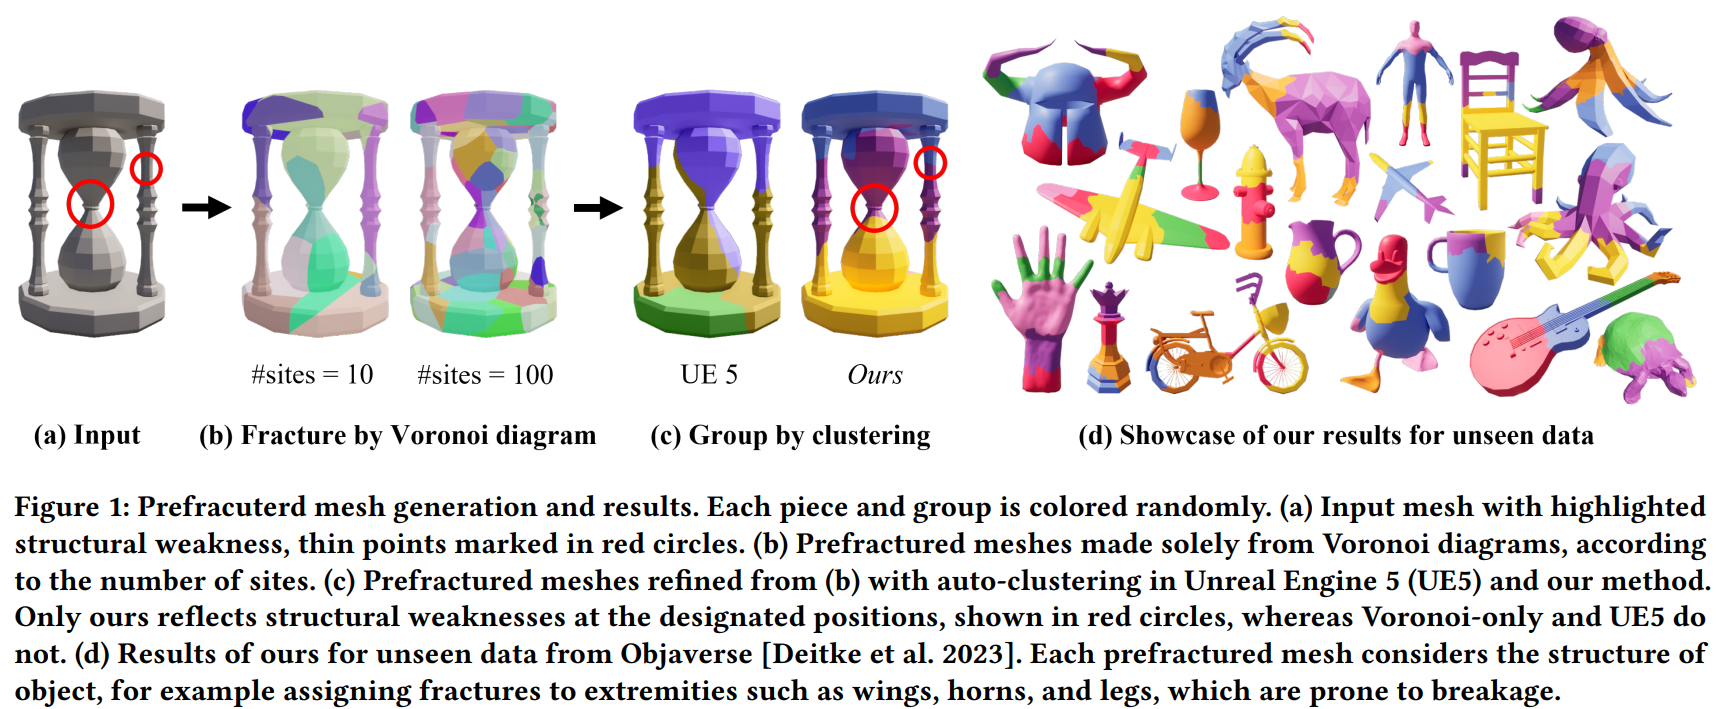 #sites = 10
#sites = 100
UE 5
Ours
(a) Input
(b) Fracture by Voronoi diagram
(c) Group by clustering
(d) Showcase of our results for unseen data
Figure 1: Prefracuterd mesh generation and results. Each piece and group is colored randomly. (a) Input mesh with highlighted
structural weakness, thin points marked in red circles. (b) Prefractured meshes made solely from Voronoi diagrams, according
to the number of sites. (c) Prefractured meshes refined from (b) with auto-clustering in Unreal Engine 5 (UE5) and our method.
Only ours reflects structural weaknesses at the designated positions, shown in red circles, whereas Voronoi-only and UE5 do
not. (d) Results of ours for unseen data from Objaverse [Deitke et al. 2023]. Each prefractured mesh considers the structure of
object, for example assigning fractures to extremities such as wings, horns, and legs, which are prone to breakage.